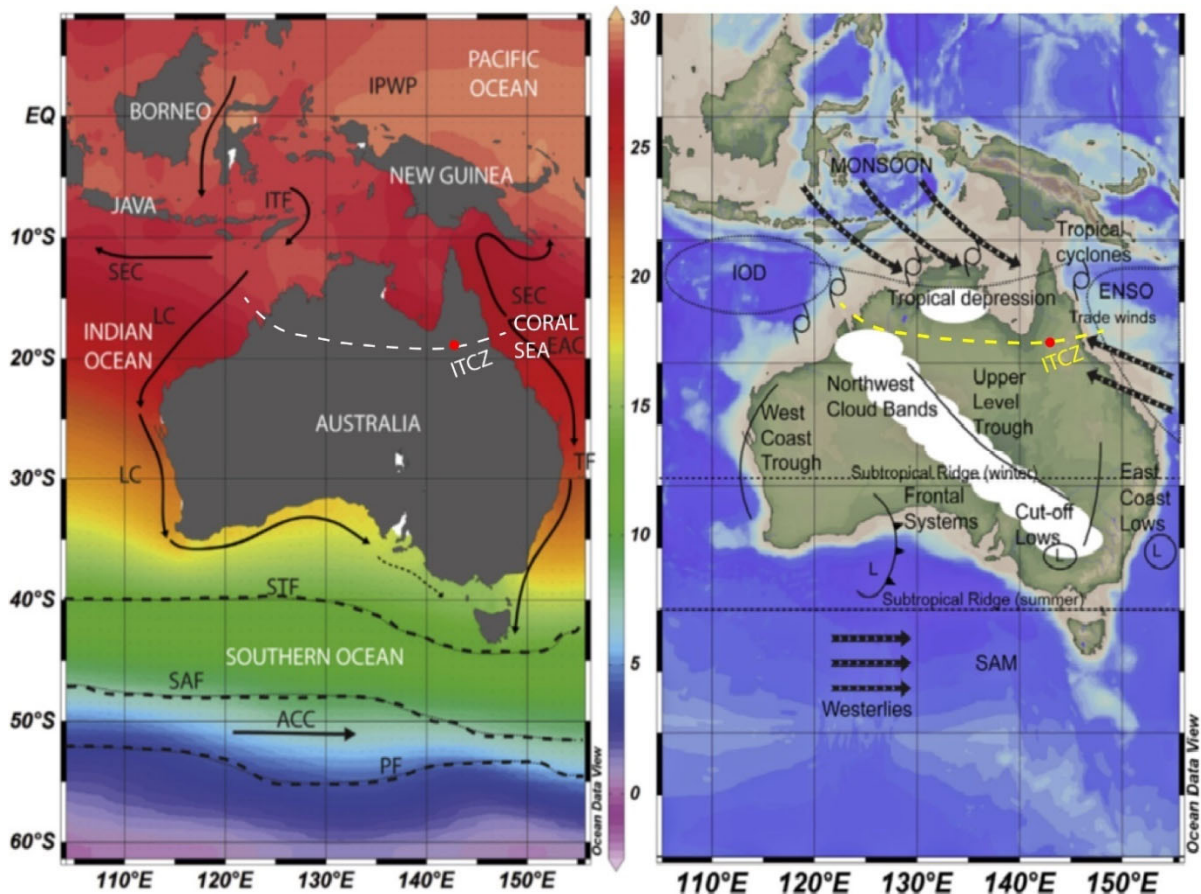 PACIFIC
OCEAN
IPWP
BORNEO
EQ
NEW GUINEA
JAVA
ITF
10°S
SEC
SEC
LC
INDIAN
OCEAN
CORAL
SEA
EAC
20°S
ITCZ
AUSTRALIA
TF
LC
30°S
STF
40°S
SOUTHERN OCEAN
SAF
ACC
50°S
PF
60°S
110°E 120°E 130°E 140°E 150°E
Ocean Data View
30
25
20
15
10
5
0
MONSOON
Tropical
cyclones
IOD
Tropical depression
ENSO
Trade winds
ITCZ
Northwest
Cloud Bands
Upper
Level
Trough
West
Coast
Trough
Subtropical Ridge (winter)
Frontal
Systems
East
Coast
Lows
Cut-off
Lows
L
L
L
Subtropical Ridge (summer)
SAM
Westerlies
110°E 120°E 130°E 140°E 150°E
Ocean Data View